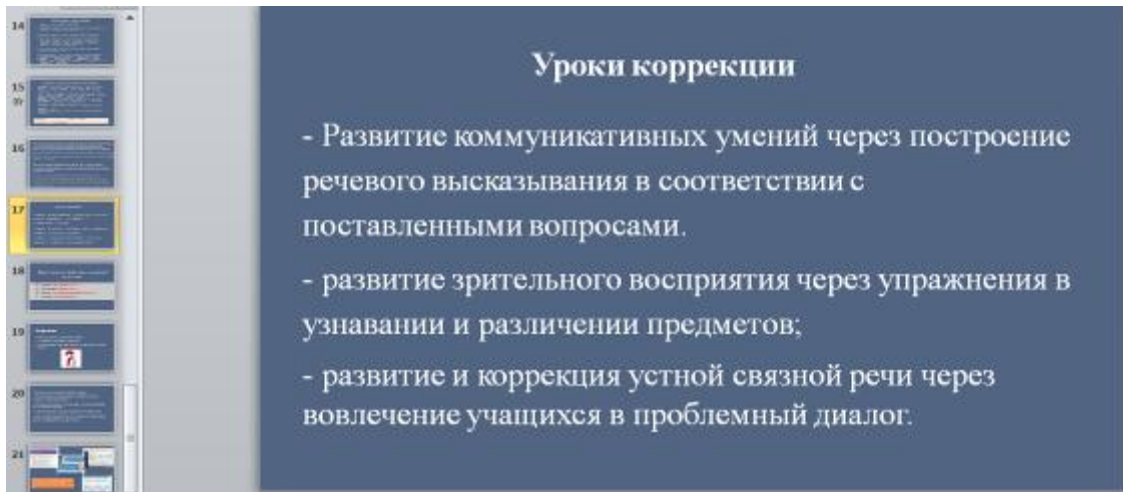 14
15
16
17
18
19
20
21
Уроки коррекции
- Развитие коммуникативных умений через построение
речевого высказывания в соответствии с
поставленными вопросами.
- развитие зрительного восприятия через упражнения в
узнавании и различении предметов;
- развитие и коррекция устной связной речи через
вовлечение учащихся в проблемный диалог.